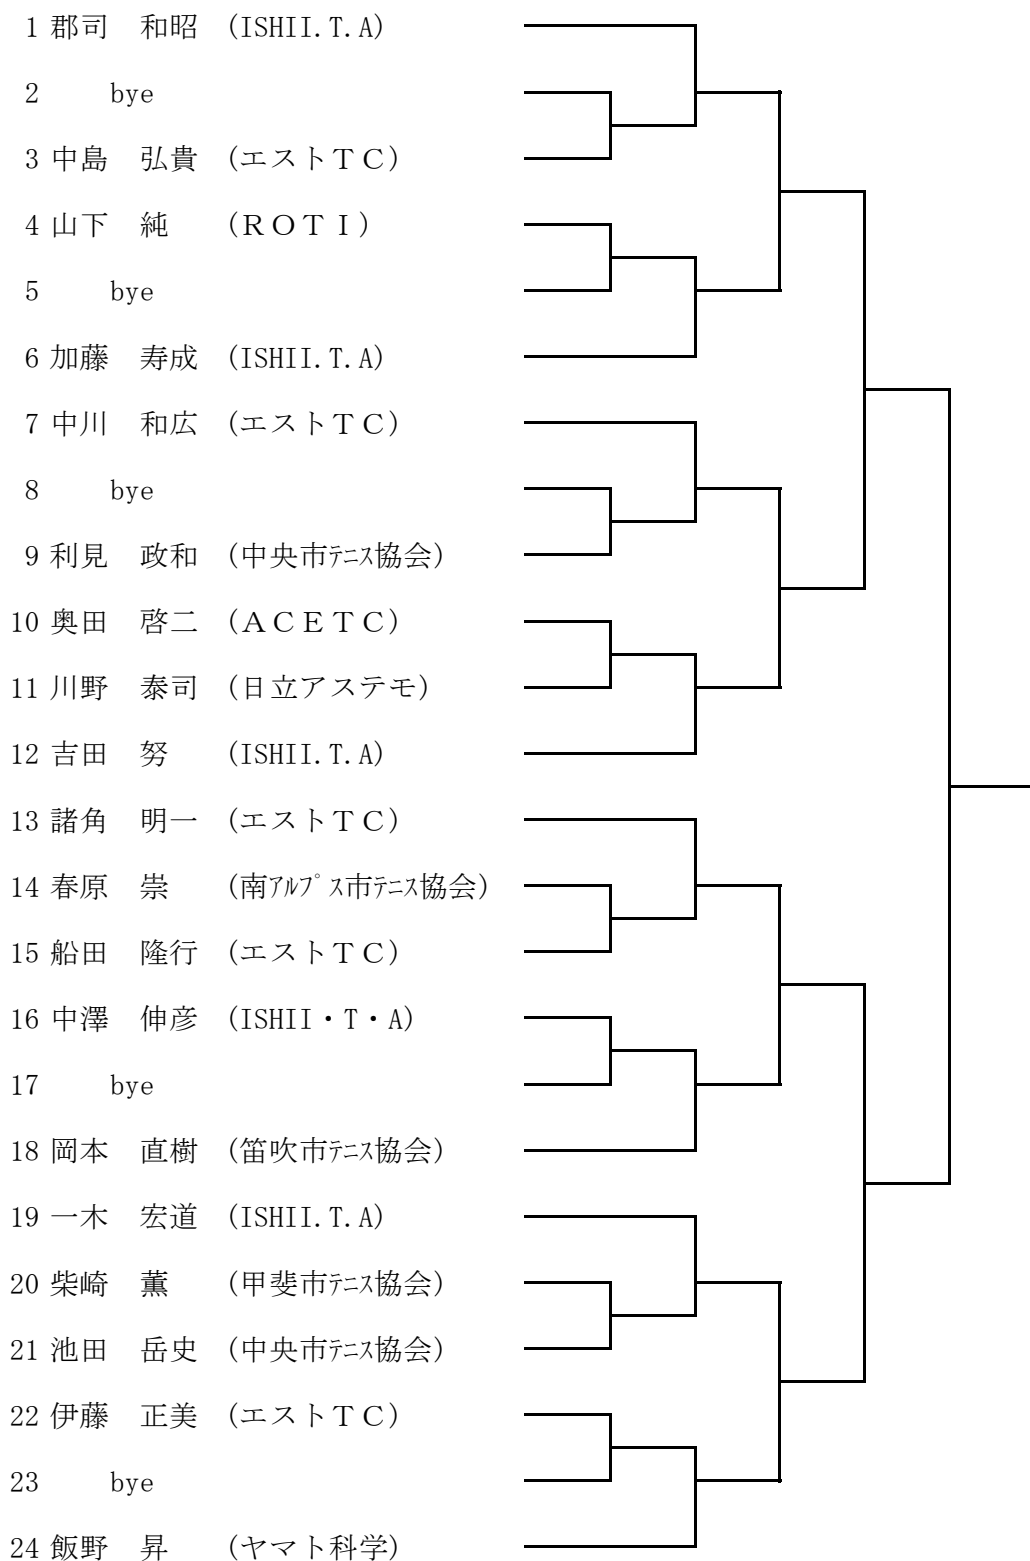 1 郡司　和昭 (ISHII.T.A)
2 bye
3 中島　弘貴 (エストＴＣ)
4 山下　純 (ＲＯＴＩ)
5 bye
6 加藤　寿成 (ISHII.T.A)
7 中川　和広 (エストＴＣ)
8 bye
9 利見　政和 (中央市ﾃﾆｽ協会)
10 奥田　啓二 (ＡＣＥＴＣ)
11 川野　泰司 (日立アステモ)
12 吉田　努 (ISHII.T.A)
13 諸角　明一 (エストＴＣ)
14 春原　崇 (南ｱﾙﾌﾟｽ市ﾃﾆｽ協会)
15 船田　隆行 (エストＴＣ)
16 中澤　伸彦 (ISHII・T・A)
17 bye
18 岡本　直樹 (笛吹市ﾃﾆｽ協会)
19 一木　宏道 (ISHII.T.A)
20 柴崎　薫 (甲斐市ﾃﾆｽ協会)
21 池田　岳史 (中央市ﾃﾆｽ協会)
22 伊藤　正美 (エストＴＣ)
23 bye
24 飯野　昇 (ヤマト科学)